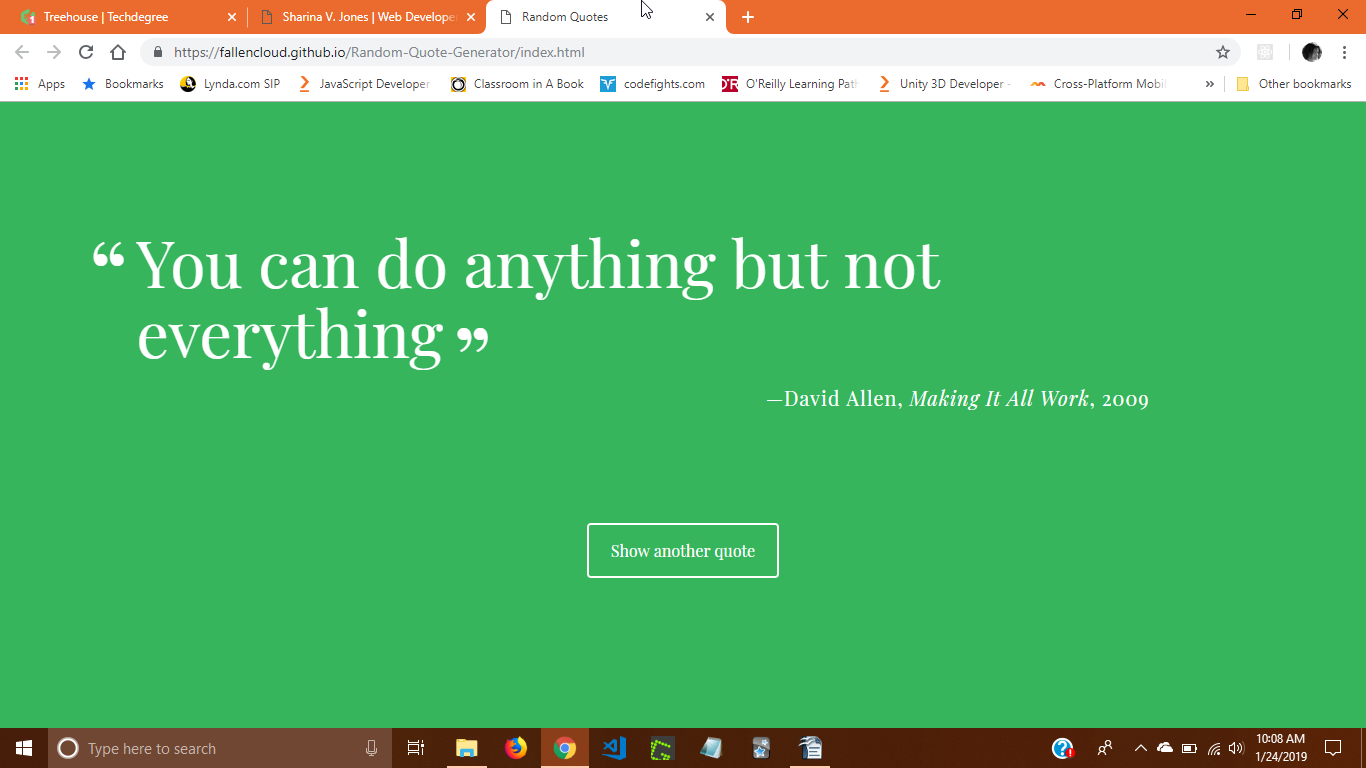 Treehouse | Techdegree
Sharina V. Jones | Web Developer
Random Quotes
https://fallencloud.github.io/Random-Quote-Generator/index.html
Apps
Bookmarks
Lynda.com SIP
JavaScript Developer
Classroom in A Book
codefights.com
O'Reilly Learning Path
Unity 3D Developer -
Cross-Platform Mobil
»
Other bookmarks
“ You can do anything but not
everything ”
—David Allen, Making It All Work, 2009
Show another quote
Type here to search
10:08 AM
1/24/2019